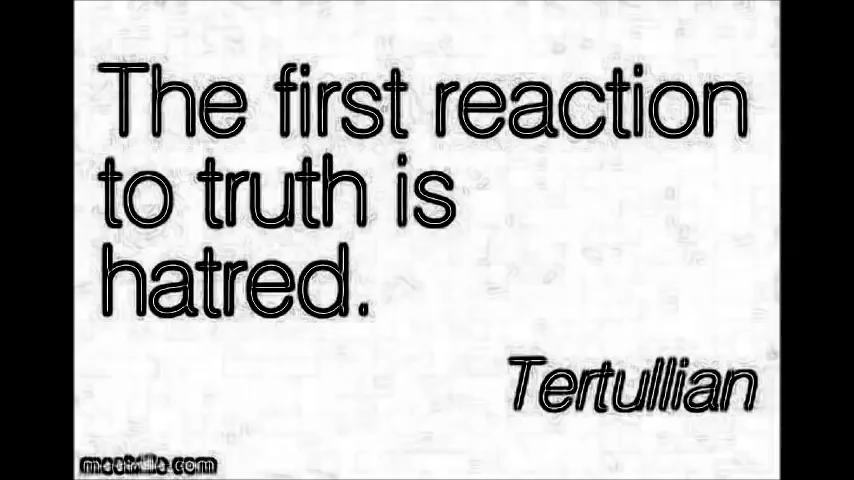 The first reaction
to truth is
hatred.
Tertullian